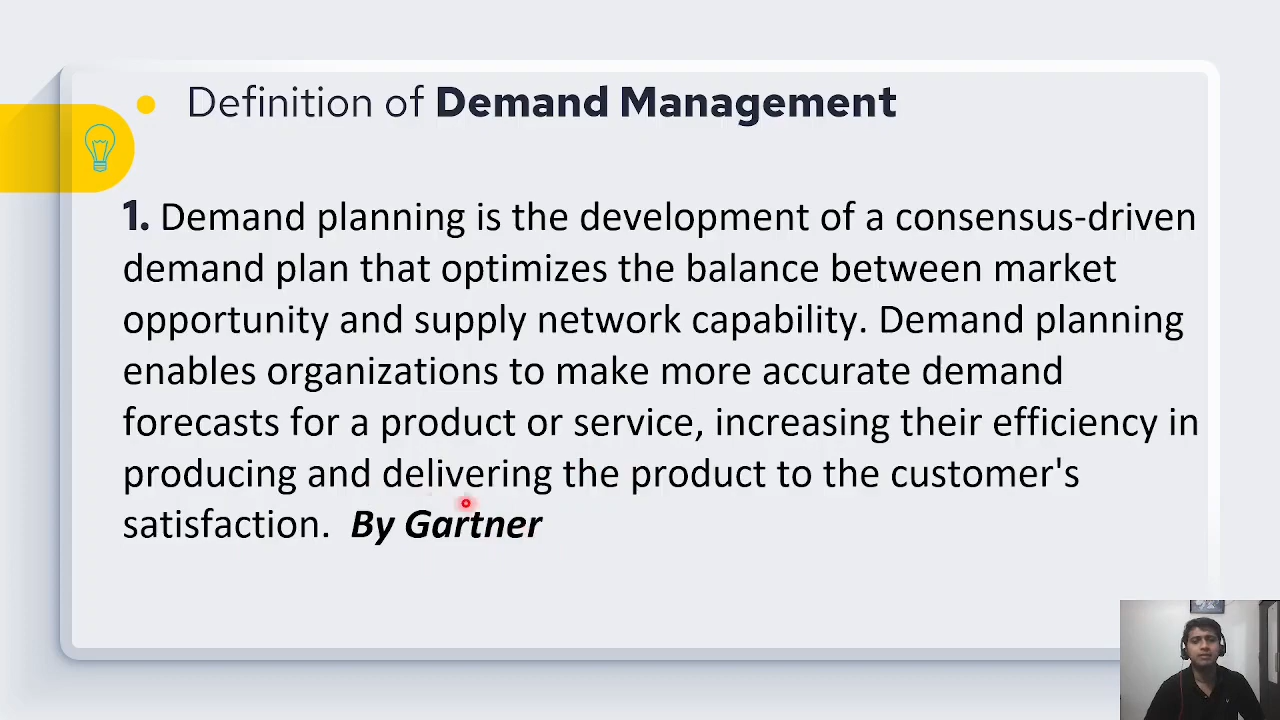 Definition of Demand Management
1. Demand planning is the development of a consensus-driven
demand plan that optimizes the balance between market
opportunity and supply network capability. Demand planning
enables organizations to make more accurate demand
forecasts for a product or service, increasing their efficiency in
producing and delivering the product to the customer's
satisfaction. By Gartner